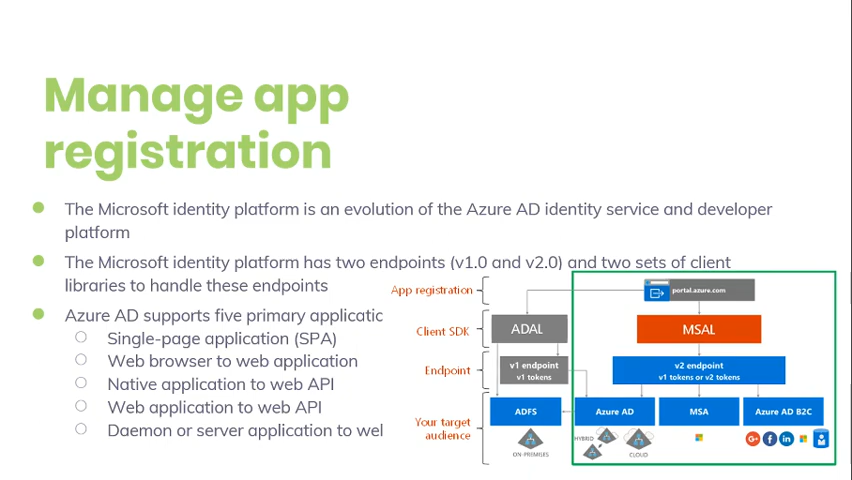 Manage app
registration
The Microsoft identity platform is an evolution of the Azure AD identity service and developer
platform
The Microsoft identity platform has two endpoints (v1.0 and v2.0) and two sets of client
libraries to handle these endpoints
Azure AD supports five primary applicatic
Single-page application (SPA)
Web browser to web application
Native application to web API
Web application to web API
Daemon or server application to wel
App registration
portal.azure.com
Client SDK
ADAL
MSAL
Endpoint
v1 endpoint
v1 tokens
v2 endpoint
v1 tokens or v2 tokens
Your target
audience
ADFS
Azure AD
MSA
Azure AD B2C
ON-PREMISES
HYBRID
CLOUD
G+
f
in